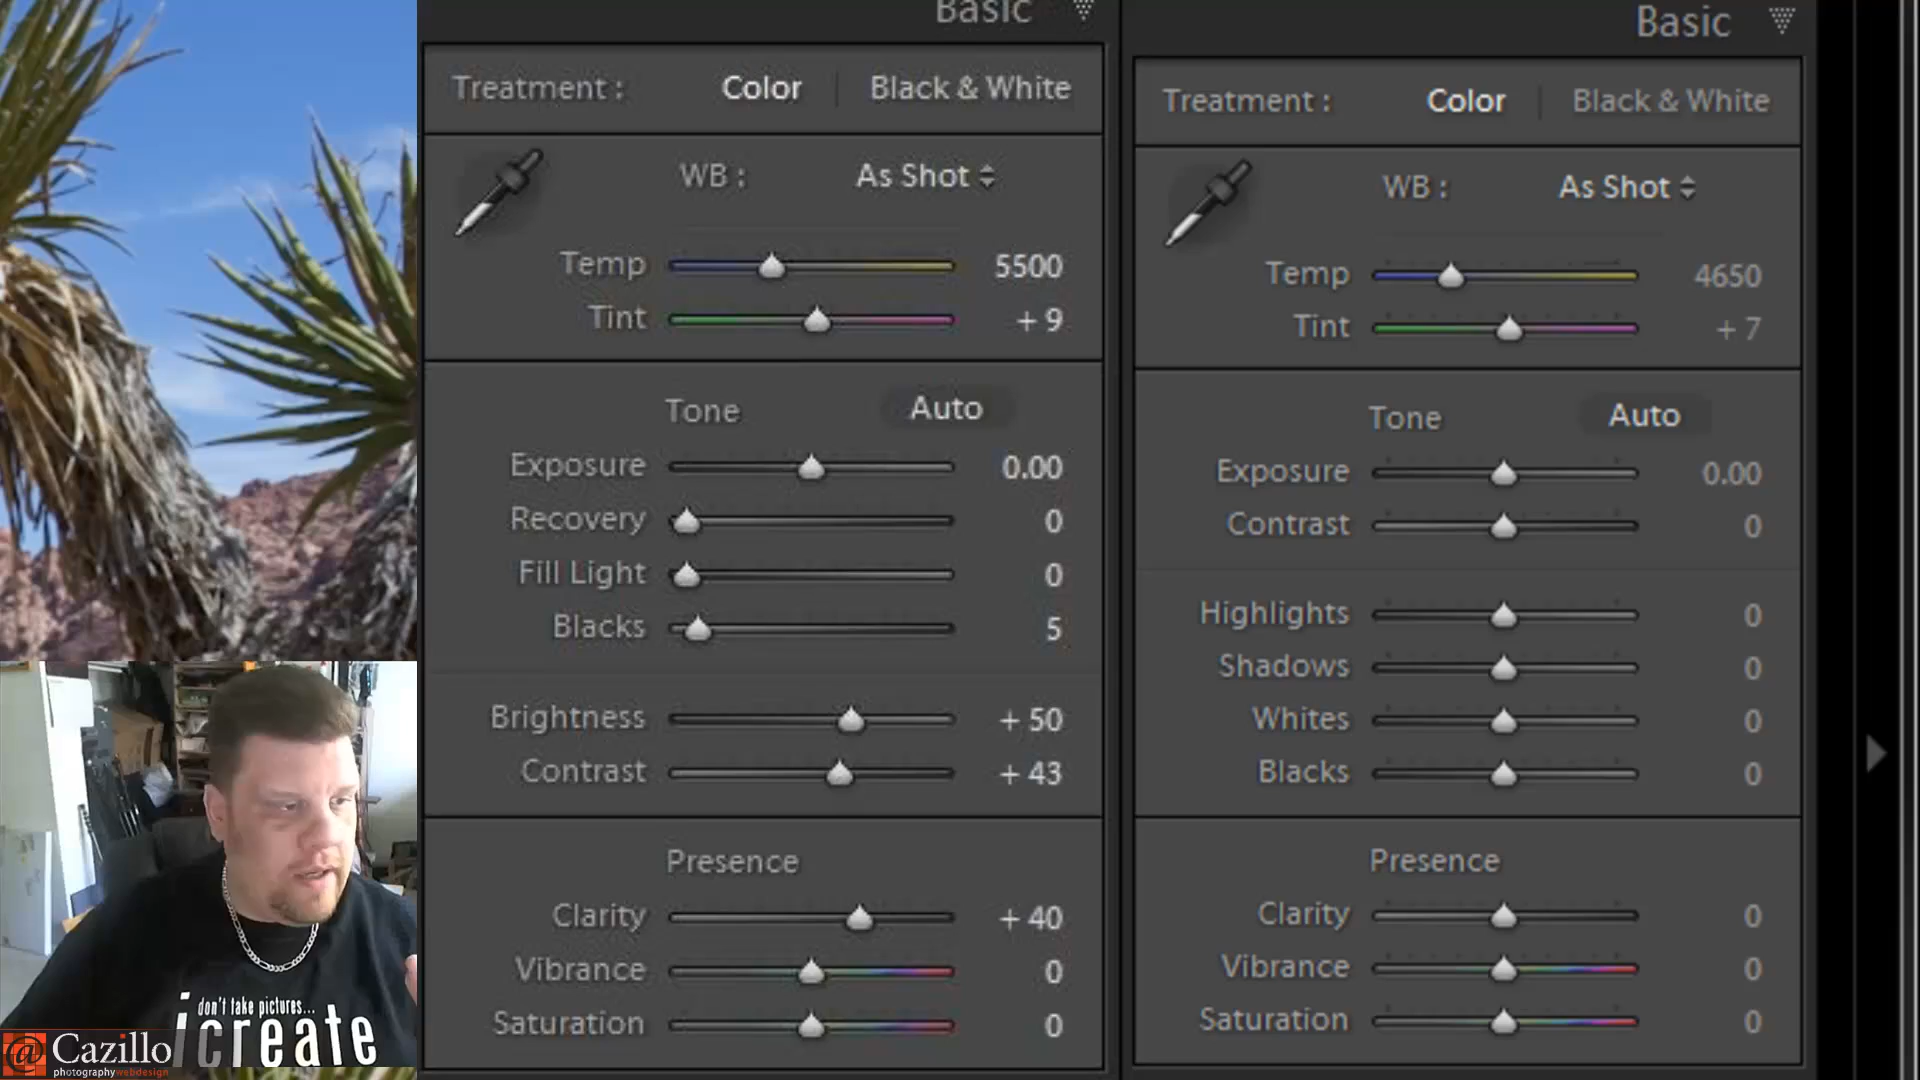 Basic
Treatment : Color Black & White
WB : As Shot
Temp 5500
Tint + 9
Tone Auto
Exposure 0.00
Recovery 0
Fill Light 0
Blacks 5
Brightness + 50
Contrast + 43
Presence
Clarity + 40
Vibrance 0
Saturation 0
Basic
Treatment : Color Black & White
WB : As Shot
Temp 4650
Tint + 7
Tone Auto
Exposure 0.00
Contrast 0
Highlights 0
Shadows 0
Whites 0
Blacks 0
Presence
Clarity 0
Vibrance 0
Saturation 0
don't take pictures...
icreate
@ Cazillo
photographywebdesign